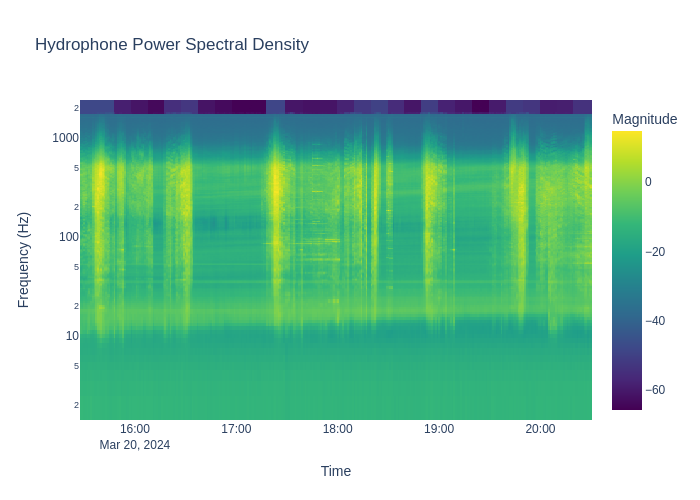 Hydrophone Power Spectral Density
Magnitude
2
1000
5
2
100
5
2
10
5
2
Frequency (Hz)
0
−20
−40
−60
16:00 17:00 18:00 19:00 20:00
Mar 20, 2024
Time